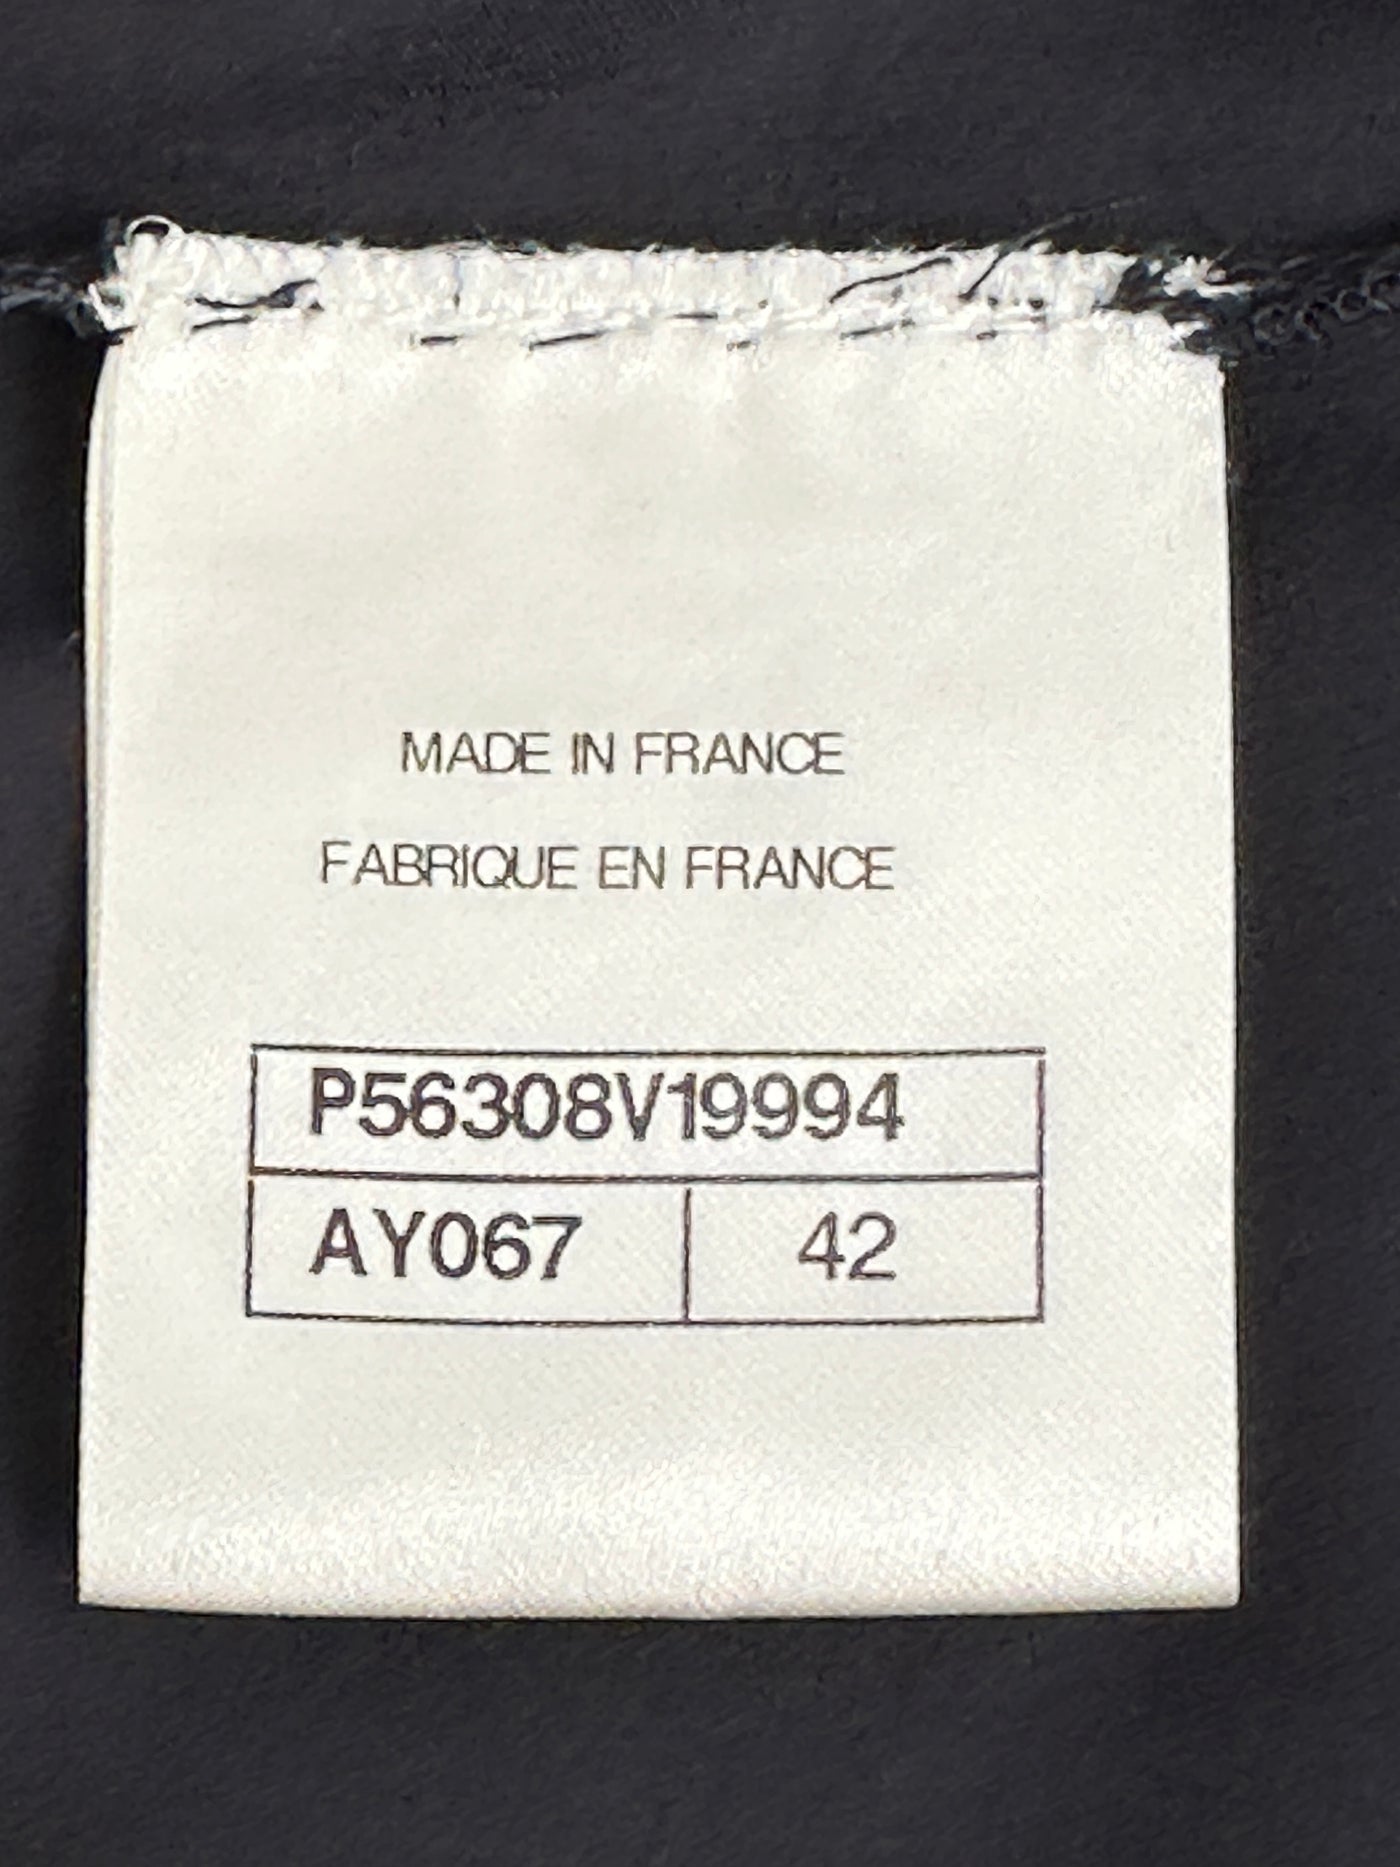 MADE IN FRANCE
FABRIQUE EN FRANCE
P56308V19994
AY067 42